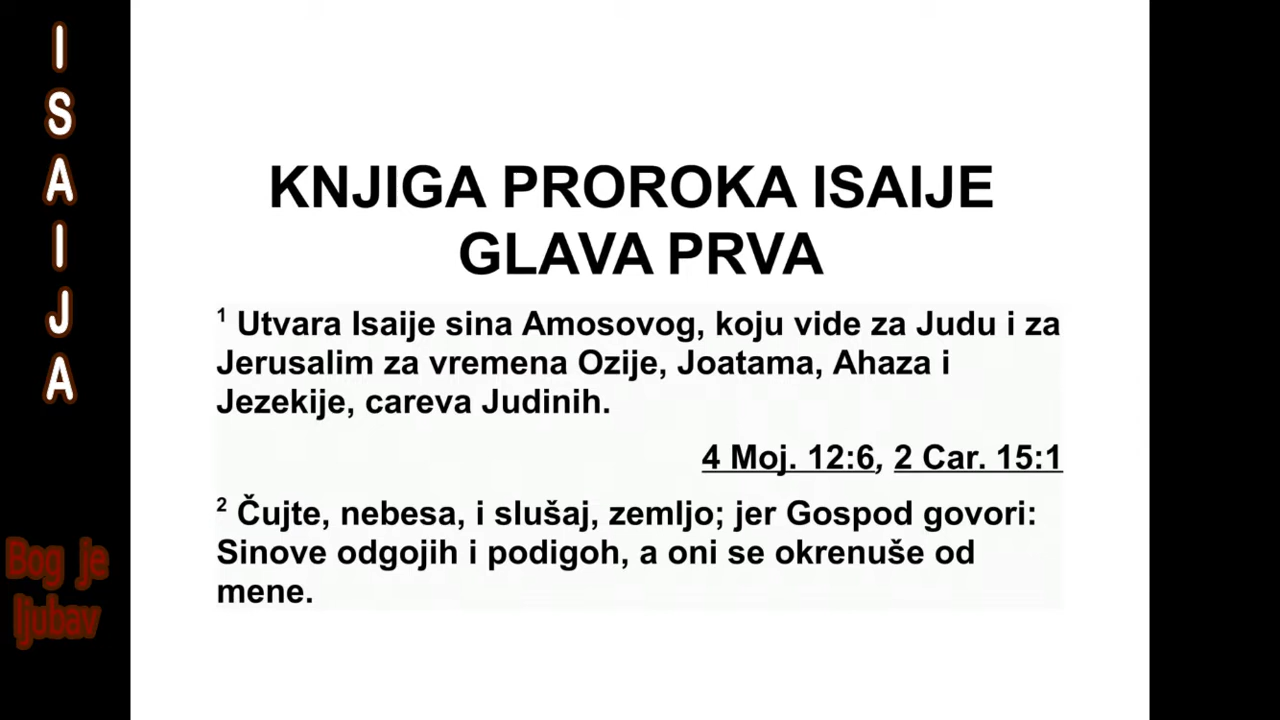 ISAIJA
Bog je
ljubav
KNJIGA PROROKA ISAIJE
GLAVA PRVA
1 Utvara Isaije sina Amosovog, koju vide za Judu i za
Jerusalim za vremena Ozije, Joatama, Ahaza i
Jezekije, careva Judinih.
4 Moj. 12:6, 2 Car. 15:1
2 Čujte, nebesa, i slušaj, zemljo; jer Gospod govori:
Sinove odgojih i podigoh, a oni se okrenuše od
mene.